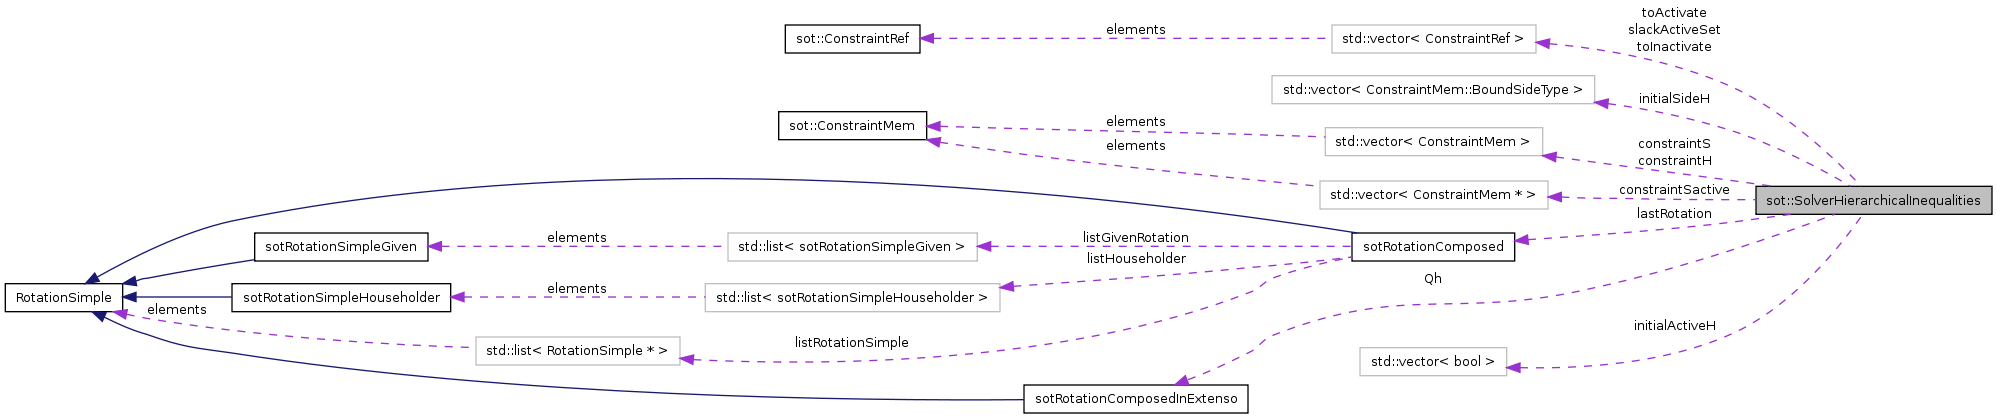 toActivate
slackActiveSet
toInactivate
elements
sot::ConstraintRef
std::vector< ConstraintRef >
std::vector< ConstraintMem::BoundSideType >
initialSideH
elements
sot::ConstraintMem
std::vector< ConstraintMem >
constraintS
constraintH
elements
std::vector< ConstraintMem * >
constraintSactive
sot::SolverHierarchicalInequalities
lastRotation
sotRotationSimpleGiven
elements
std::list< sotRotationSimpleGiven >
listGivenRotation
sotRotationComposed
listHouseholder
Qh
RotationSimple
sotRotationSimpleHouseholder
elements
std::list< sotRotationSimpleHouseholder >
elements
initialActiveH
listRotationSimple
std::list< RotationSimple * >
std::vector< bool >
sotRotationComposedInExtenso